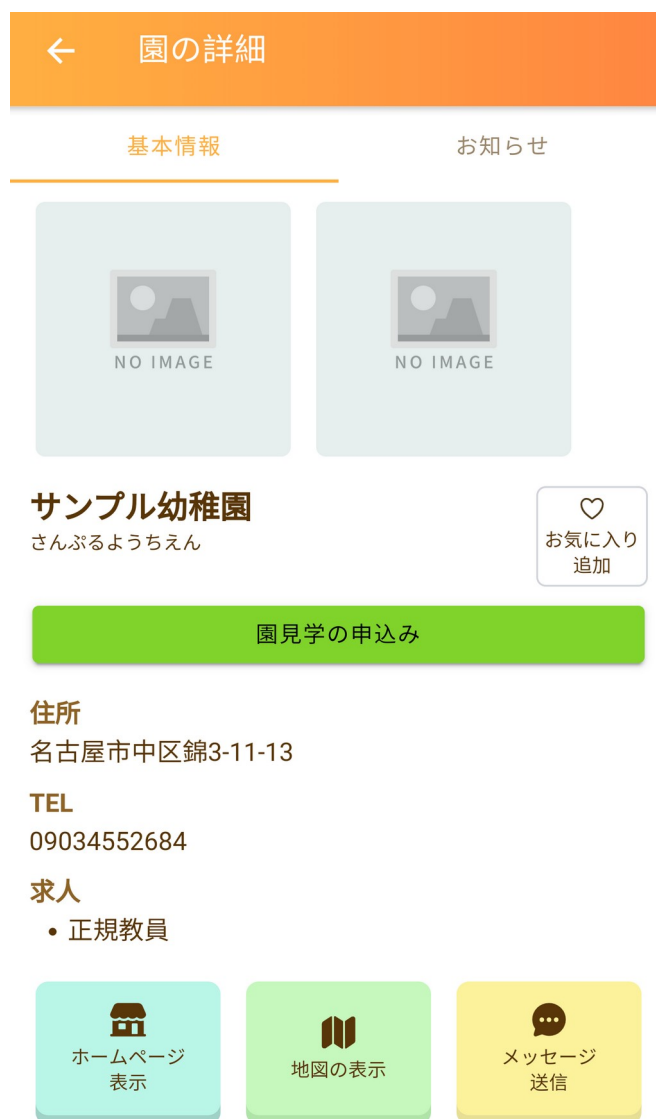 園の詳細
基本情報
お知らせ
NO IMAGE
NO IMAGE
サンプル幼稚園
さんぷるようちえん
お気に入り
追加
園見学の申込み
住所
名古屋市中区錦3-11-13
TEL
09034552684
求人
• 正規教員
ホームページ
表示
地図の表示
メッセージ
送信